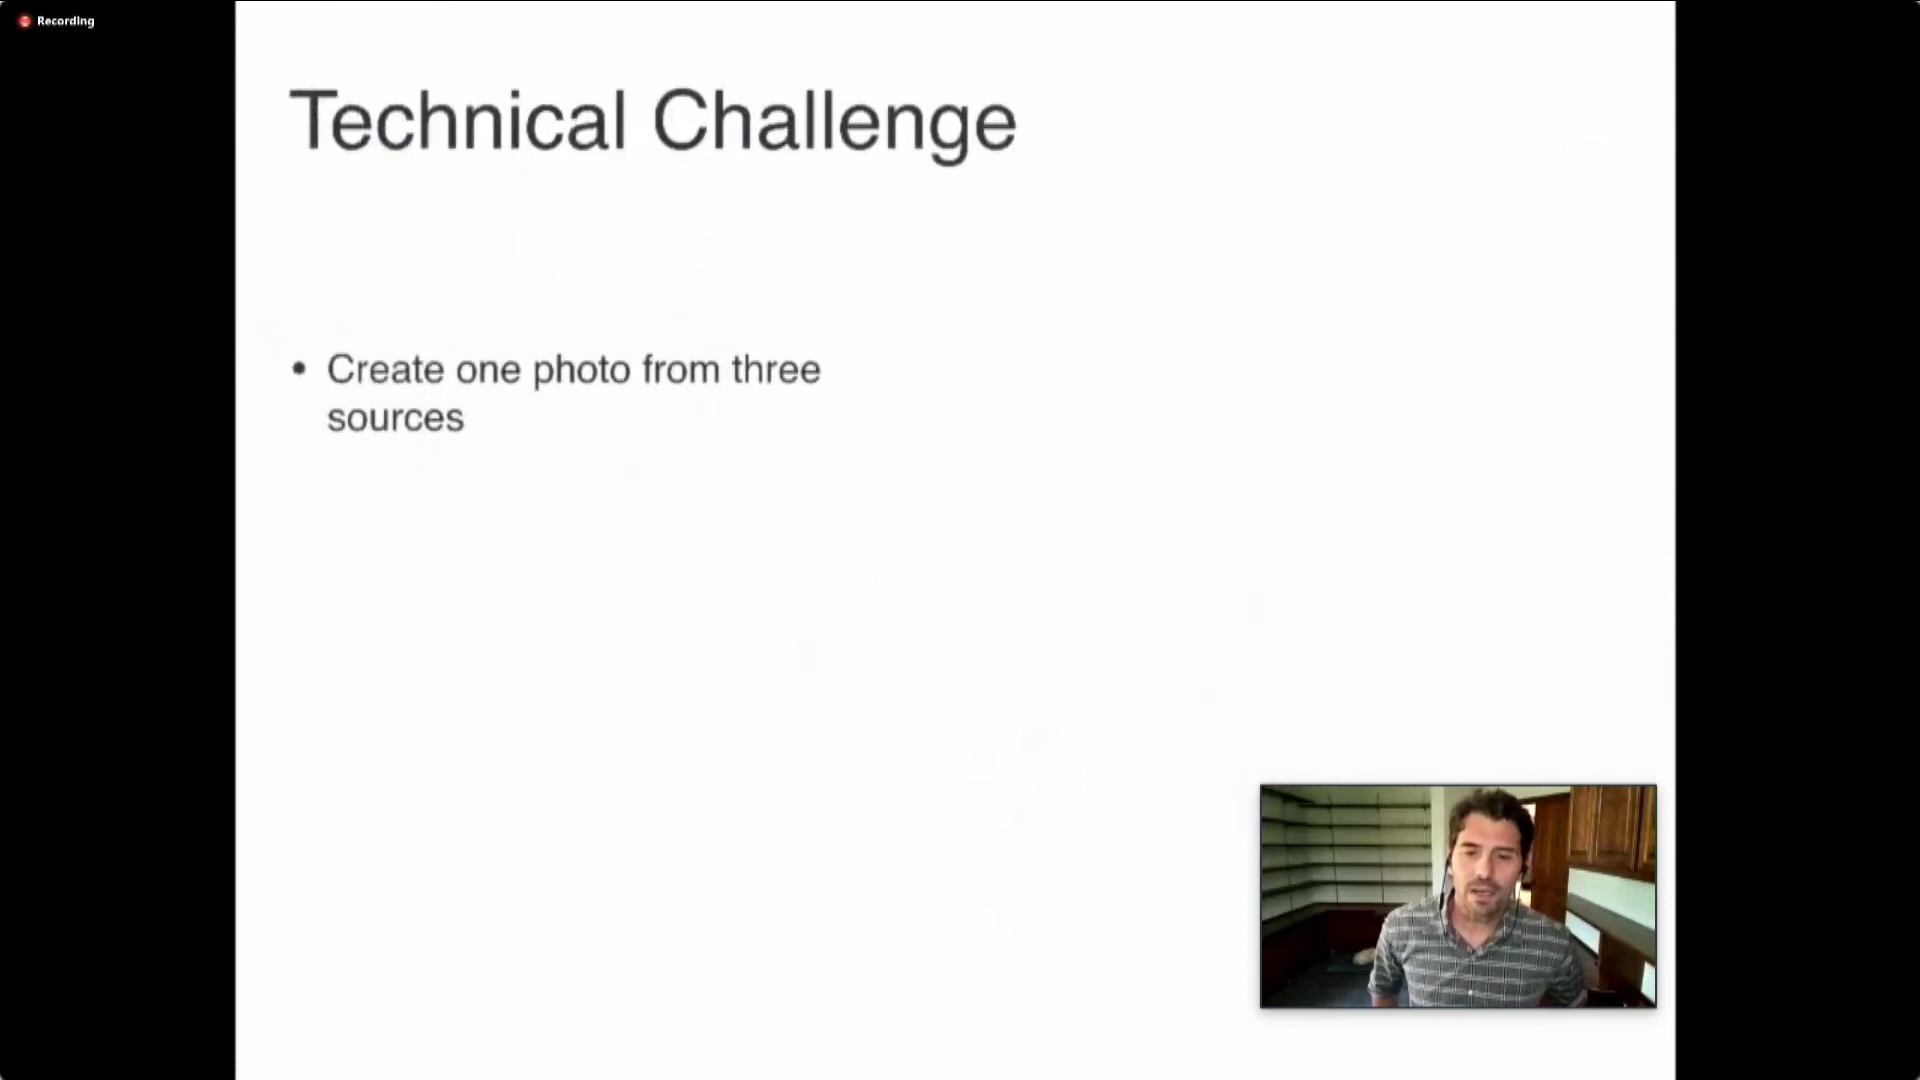 Recording
Technical Challenge
• Create one photo from three
sources